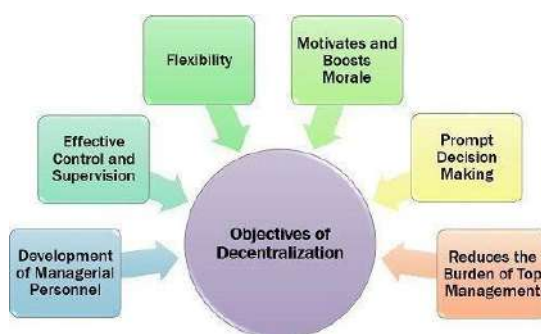 Flexibility
Motivates and
Boosts
Morale
Effective
Control and
Supervision
Prompt
Decision
Making
Objectives of
Decentralization
Development
of Managerial
Personnel
Reduces the
Burden of Top
Management